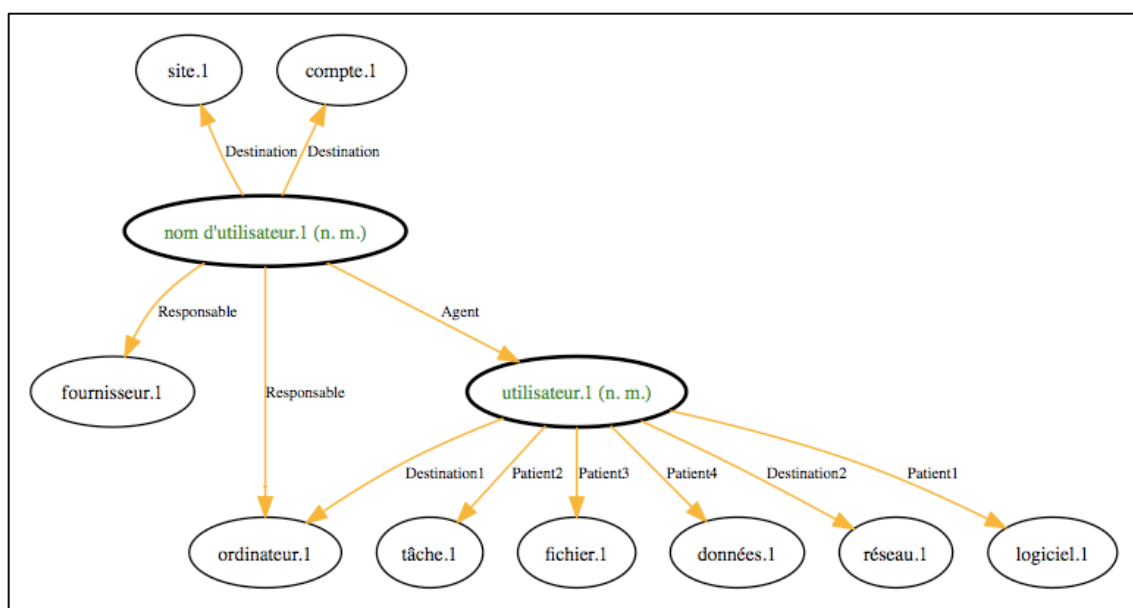 site.1 compte.1
Destination Destination
nom d'utilisateur.1 (n. m.)
Responsable Agent
fournisseur.1 Responsable utilisateur.1 (n. m.)
Destination1 Patient2 Patient3 Patient4 Destination2 Patient1
ordinateur.1 tâche.1 fichier.1 données.1 réseau.1 logiciel.1